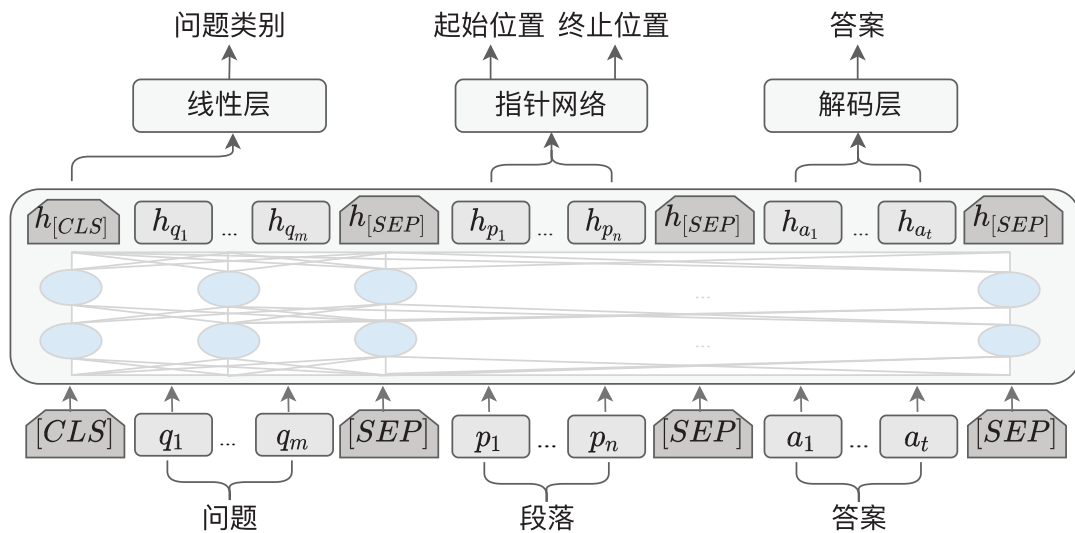 问题类别 起始位置 终止位置 答案
线性层 指针网络 解码层
h[CLS] hq1 ... hqm h[SEP] hp1 ... hpn h[SEP] ha1 ... hat h[SEP]
...
...
[CLS] q1 ... qm [SEP] p1 ... pn [SEP] a1 ... at [SEP]
问题 段落 答案